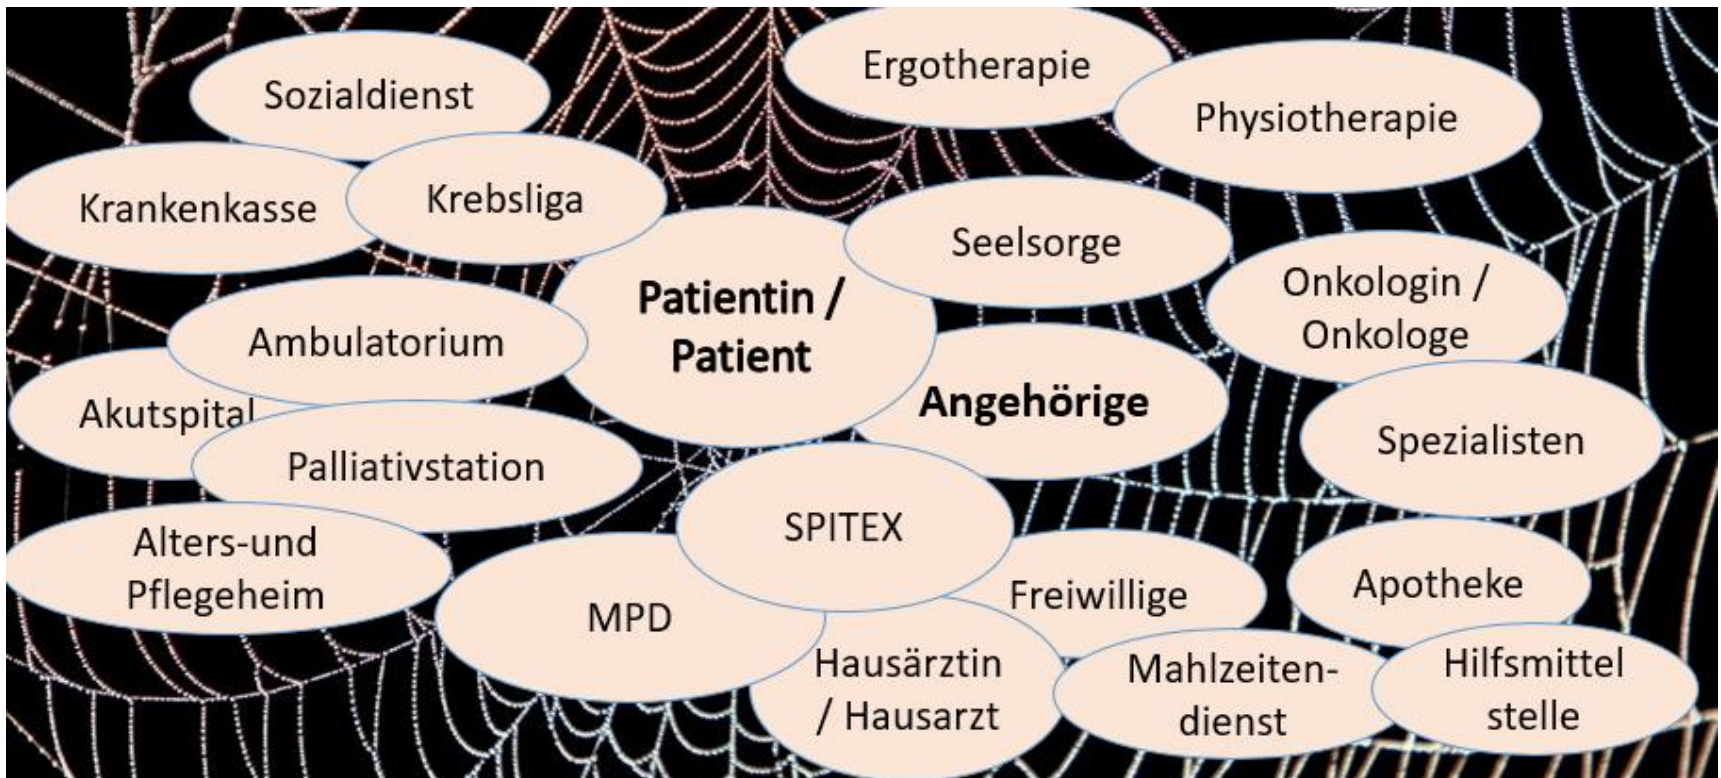 Sozialdienst
Ergotherapie
Physiotherapie
Krankenkasse
Krebsliga
Seelsorge
Patientin /
Patient
Onkologin /
Onkologe
Ambulatorium
Angehörige
Akutspital
Spezialisten
Palliativstation
SPITEX
Alters-und
Pflegeheim
MPD
Freiwillige
Apotheke
Hausärztin
/ Hausarzt
Mahlzeiten-
dienst
Hilfsmittel
stelle